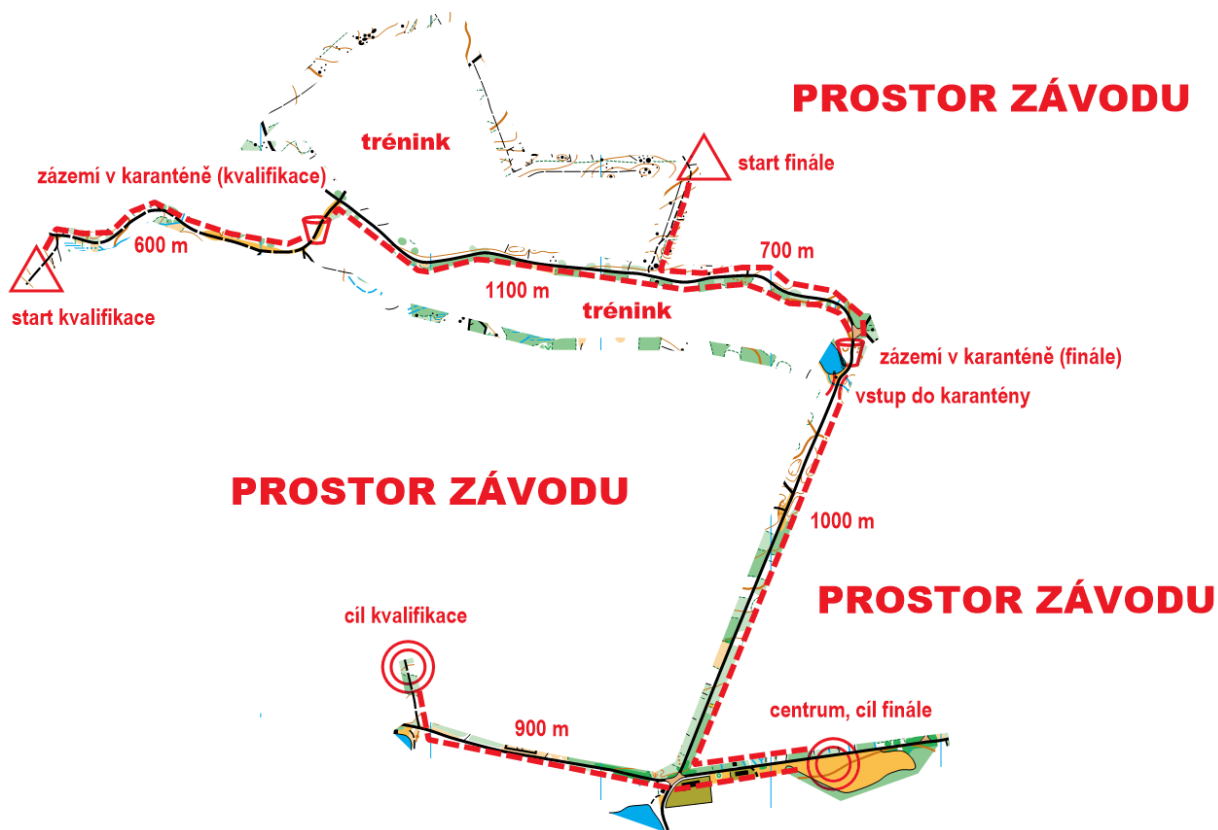 PROSTOR ZÁVODU
trénink
start finále
zázemí v karanténě (kvalifikace)
600 m
700 m
1100 m
start kvalifikace
trénink
zázemí v karanténě (finále)
vstup do karantény
PROSTOR ZÁVODU
1000 m
PROSTOR ZÁVODU
cíl kvalifikace
centrum, cíl finále
900 m